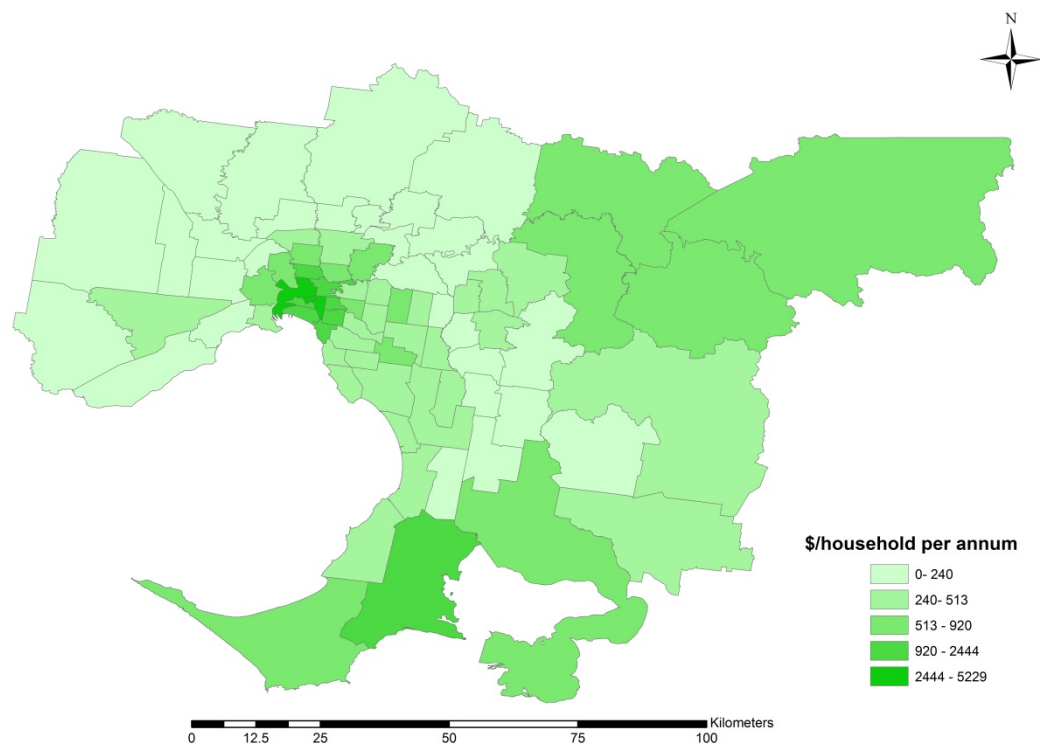 N
$/household per annum
0- 240
240- 513
513 - 920
920 - 2444
2444 - 5229
Kilometers
0 12.5 25 50 75 100